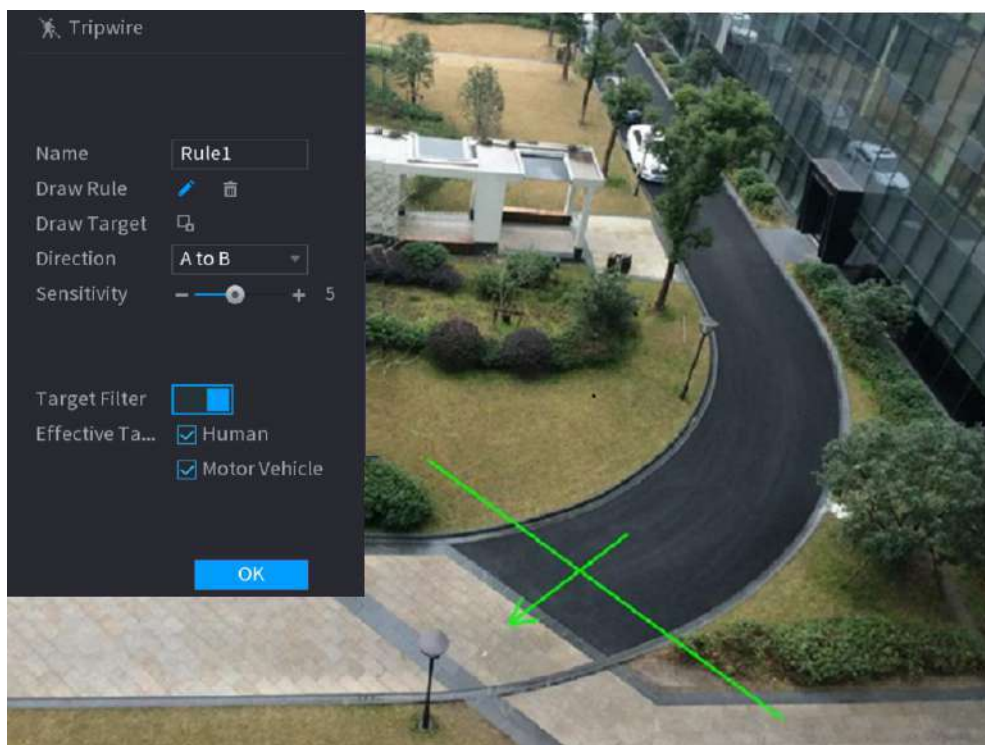 Tripwire
Name Rule1
Draw Rule
Draw Target
Direction A to B
Sensitivity 5
Target Filter
Effective Ta... Human
Motor Vehicle
OK